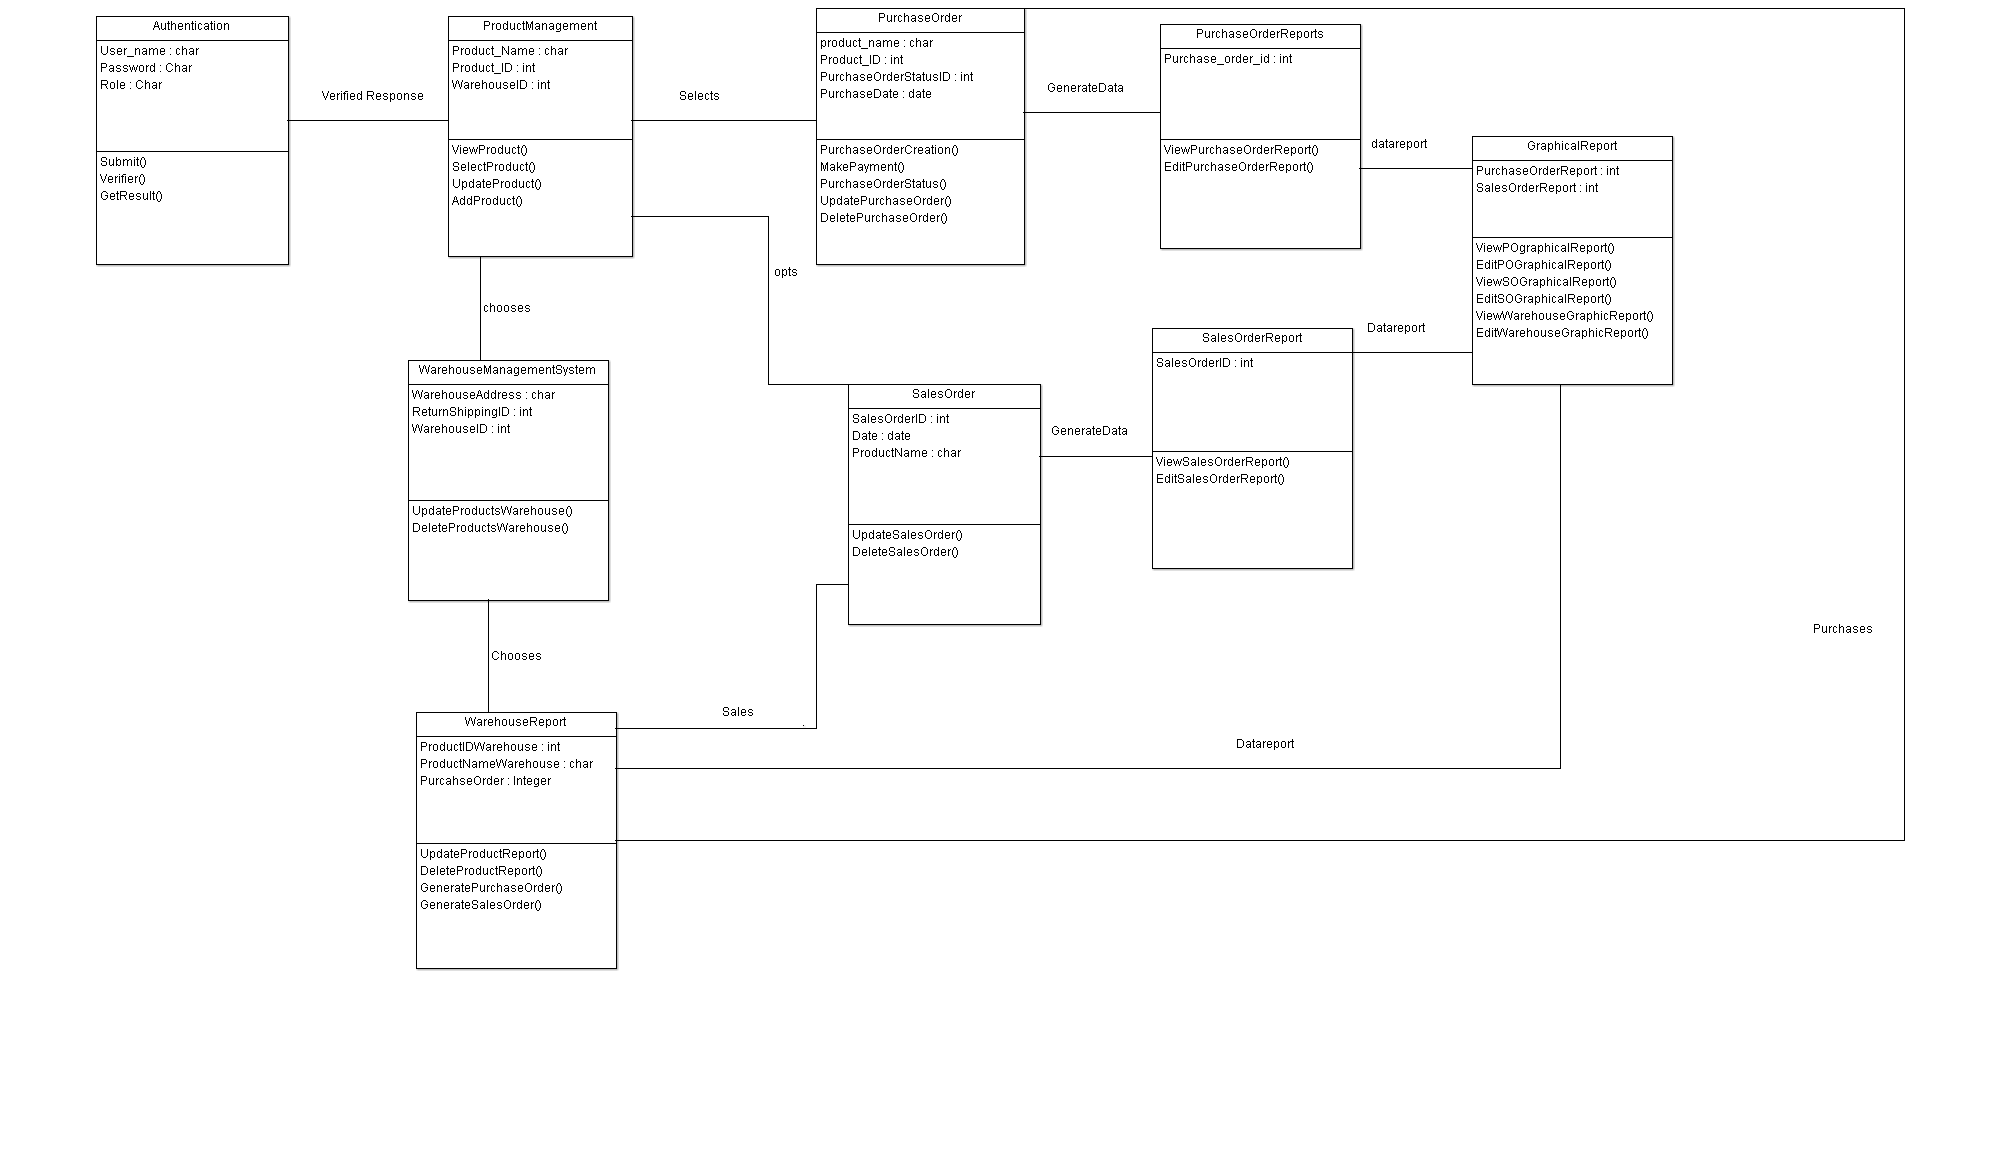 Authentication
User_name : char
Password : Char
Role : Char
Submit()
Verifier()
GetResult()
Verified Response
ProductManagement
Product_Name : char
Product_ID : int
WarehouseID : int
ViewProduct()
SelectProduct()
UpdateProduct()
AddProduct()
Selects
PurchaseOrder
product_name : char
Product_ID : int
PurchaseOrderStatusID : int
PurchaseDate : date
PurchaseOrderCreation()
MakePayment()
PurchaseOrderStatus()
UpdatePurchaseOrder()
DeletePurchaseOrder()
GenerateData
PurchaseOrderReports
Purchase_order_id : int
ViewPurchaseOrderReport()
EditPurchaseOrderReport()
datareport
GraphicalReport
PurchaseOrderReport : int
SalesOrderReport : int
ViewPOgraphicalReport()
EditPOGraphicalReport()
ViewSOGraphicalReport()
EditSOGraphicalReport()
ViewWarehouseGraphicReport()
EditWarehouseGraphicReport()
opts
chooses
WarehouseManagementSystem
WarehouseAddress : char
ReturnShippingID : int
WarehouseID : int
UpdateProductsWarehouse()
DeleteProductsWarehouse()
SalesOrder
SalesOrderID : int
Date : date
ProductName : char
UpdateSalesOrder()
DeleteSalesOrder()
GenerateData
SalesOrderReport
SalesOrderID : int
ViewSalesOrderReport()
EditSalesOrderReport()
Datareport
Purchases
Chooses
Sales
Datareport
WarehouseReport
ProductIDWarehouse : int
ProductNameWarehouse : char
PurcahseOrder : Integer
UpdateProductReport()
DeleteProductReport()
GeneratePurchaseOrder()
GenerateSalesOrder()